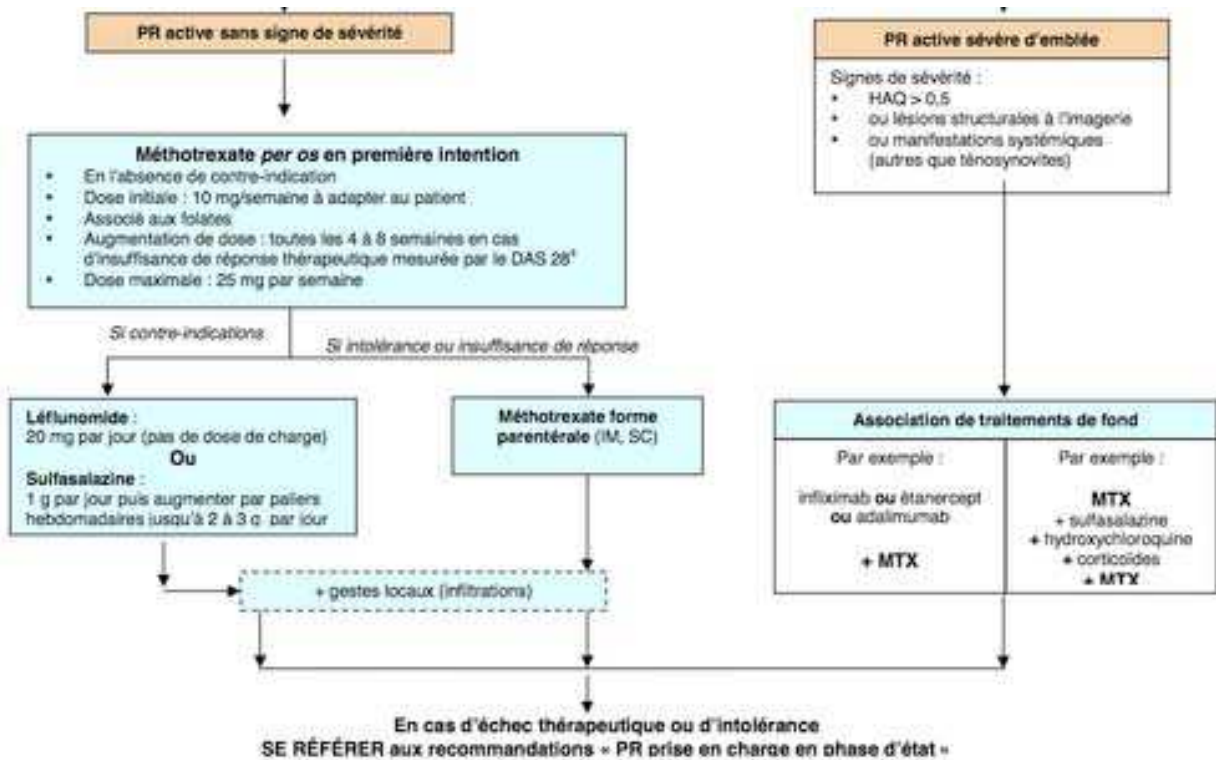 PR active sans signe de sévérité
PR active sévère d'emblée
Signes de sévérité :
• HAQ > 0,5
• ou lésions structurales à l'imagerie
• ou manifestations systémiques
(autres que ténosynovites)
Méthotrexate per os en première intention
• En l'absence de contre-indication
• Dose initiale : 10 mg/semaine à adapter au patient
• Associé aux folates
• Augmentation de dose : toutes les 4 à 8 semaines en cas
d'insuffisance de réponse thérapeutique mesurée par le DAS 28
• Dose maximale : 25 mg par semaine
Si contre-indications
Si intolérance ou insuffisance de réponse
Léflunomide :
20 mg par jour (pas de dose de charge)
Ou
Sulfasalazine :
1 g par jour puis augmenter par paliers
hebdomadaires jusqu'à 2 à 3 g par jour
Méthotrexate forme
parentérale (IM, SC)
Association de traitements de fond
Par exemple :
infliximab ou étanercept
ou adalimumab
+ MTX
Par exemple :
MTX
+ sulfasalazine
+ hydroxychloroquine
+ corticoïdes
+ MTX
+ gestes locaux (infiltrations)
En cas d'échec thérapeutique ou d'intolérance
SE RÉFÉRER aux recommandations « PR prise en charge en phase d'état »